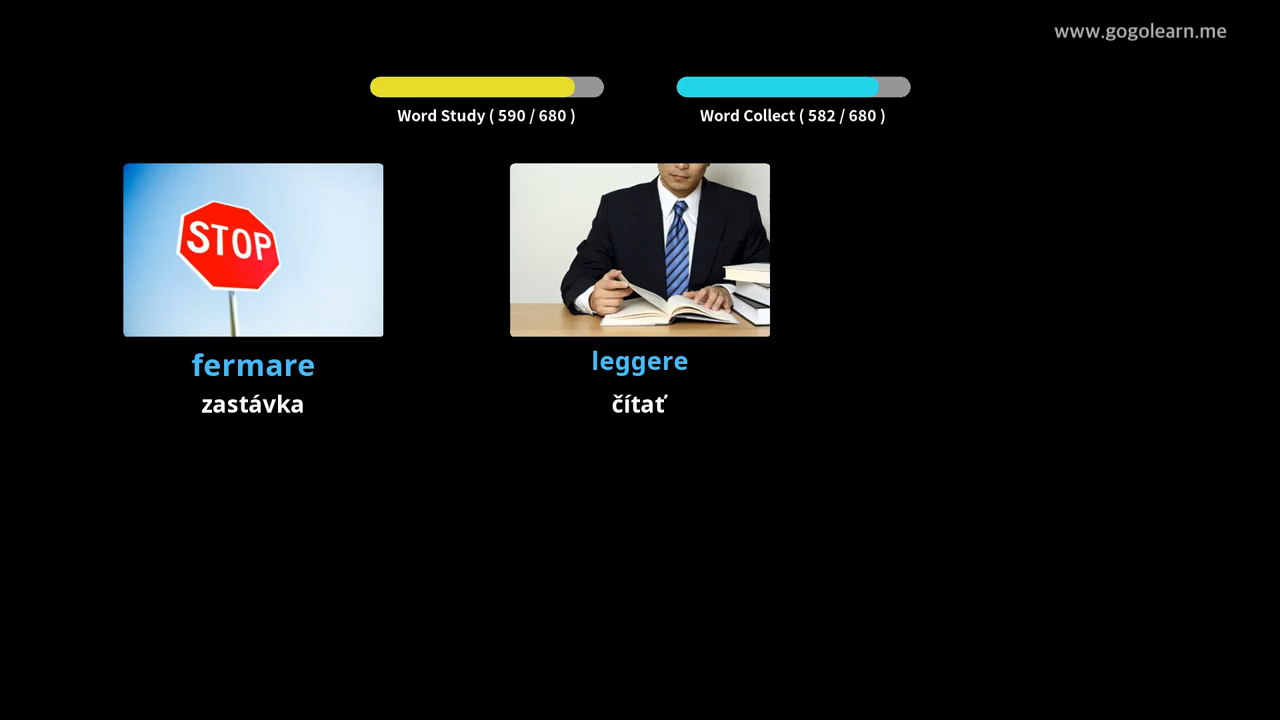 www.gogolearn.me
Word Study ( 590 / 680 )
Word Collect ( 582 / 680 )
STOP
fermare
leggere
zastávka
čítať